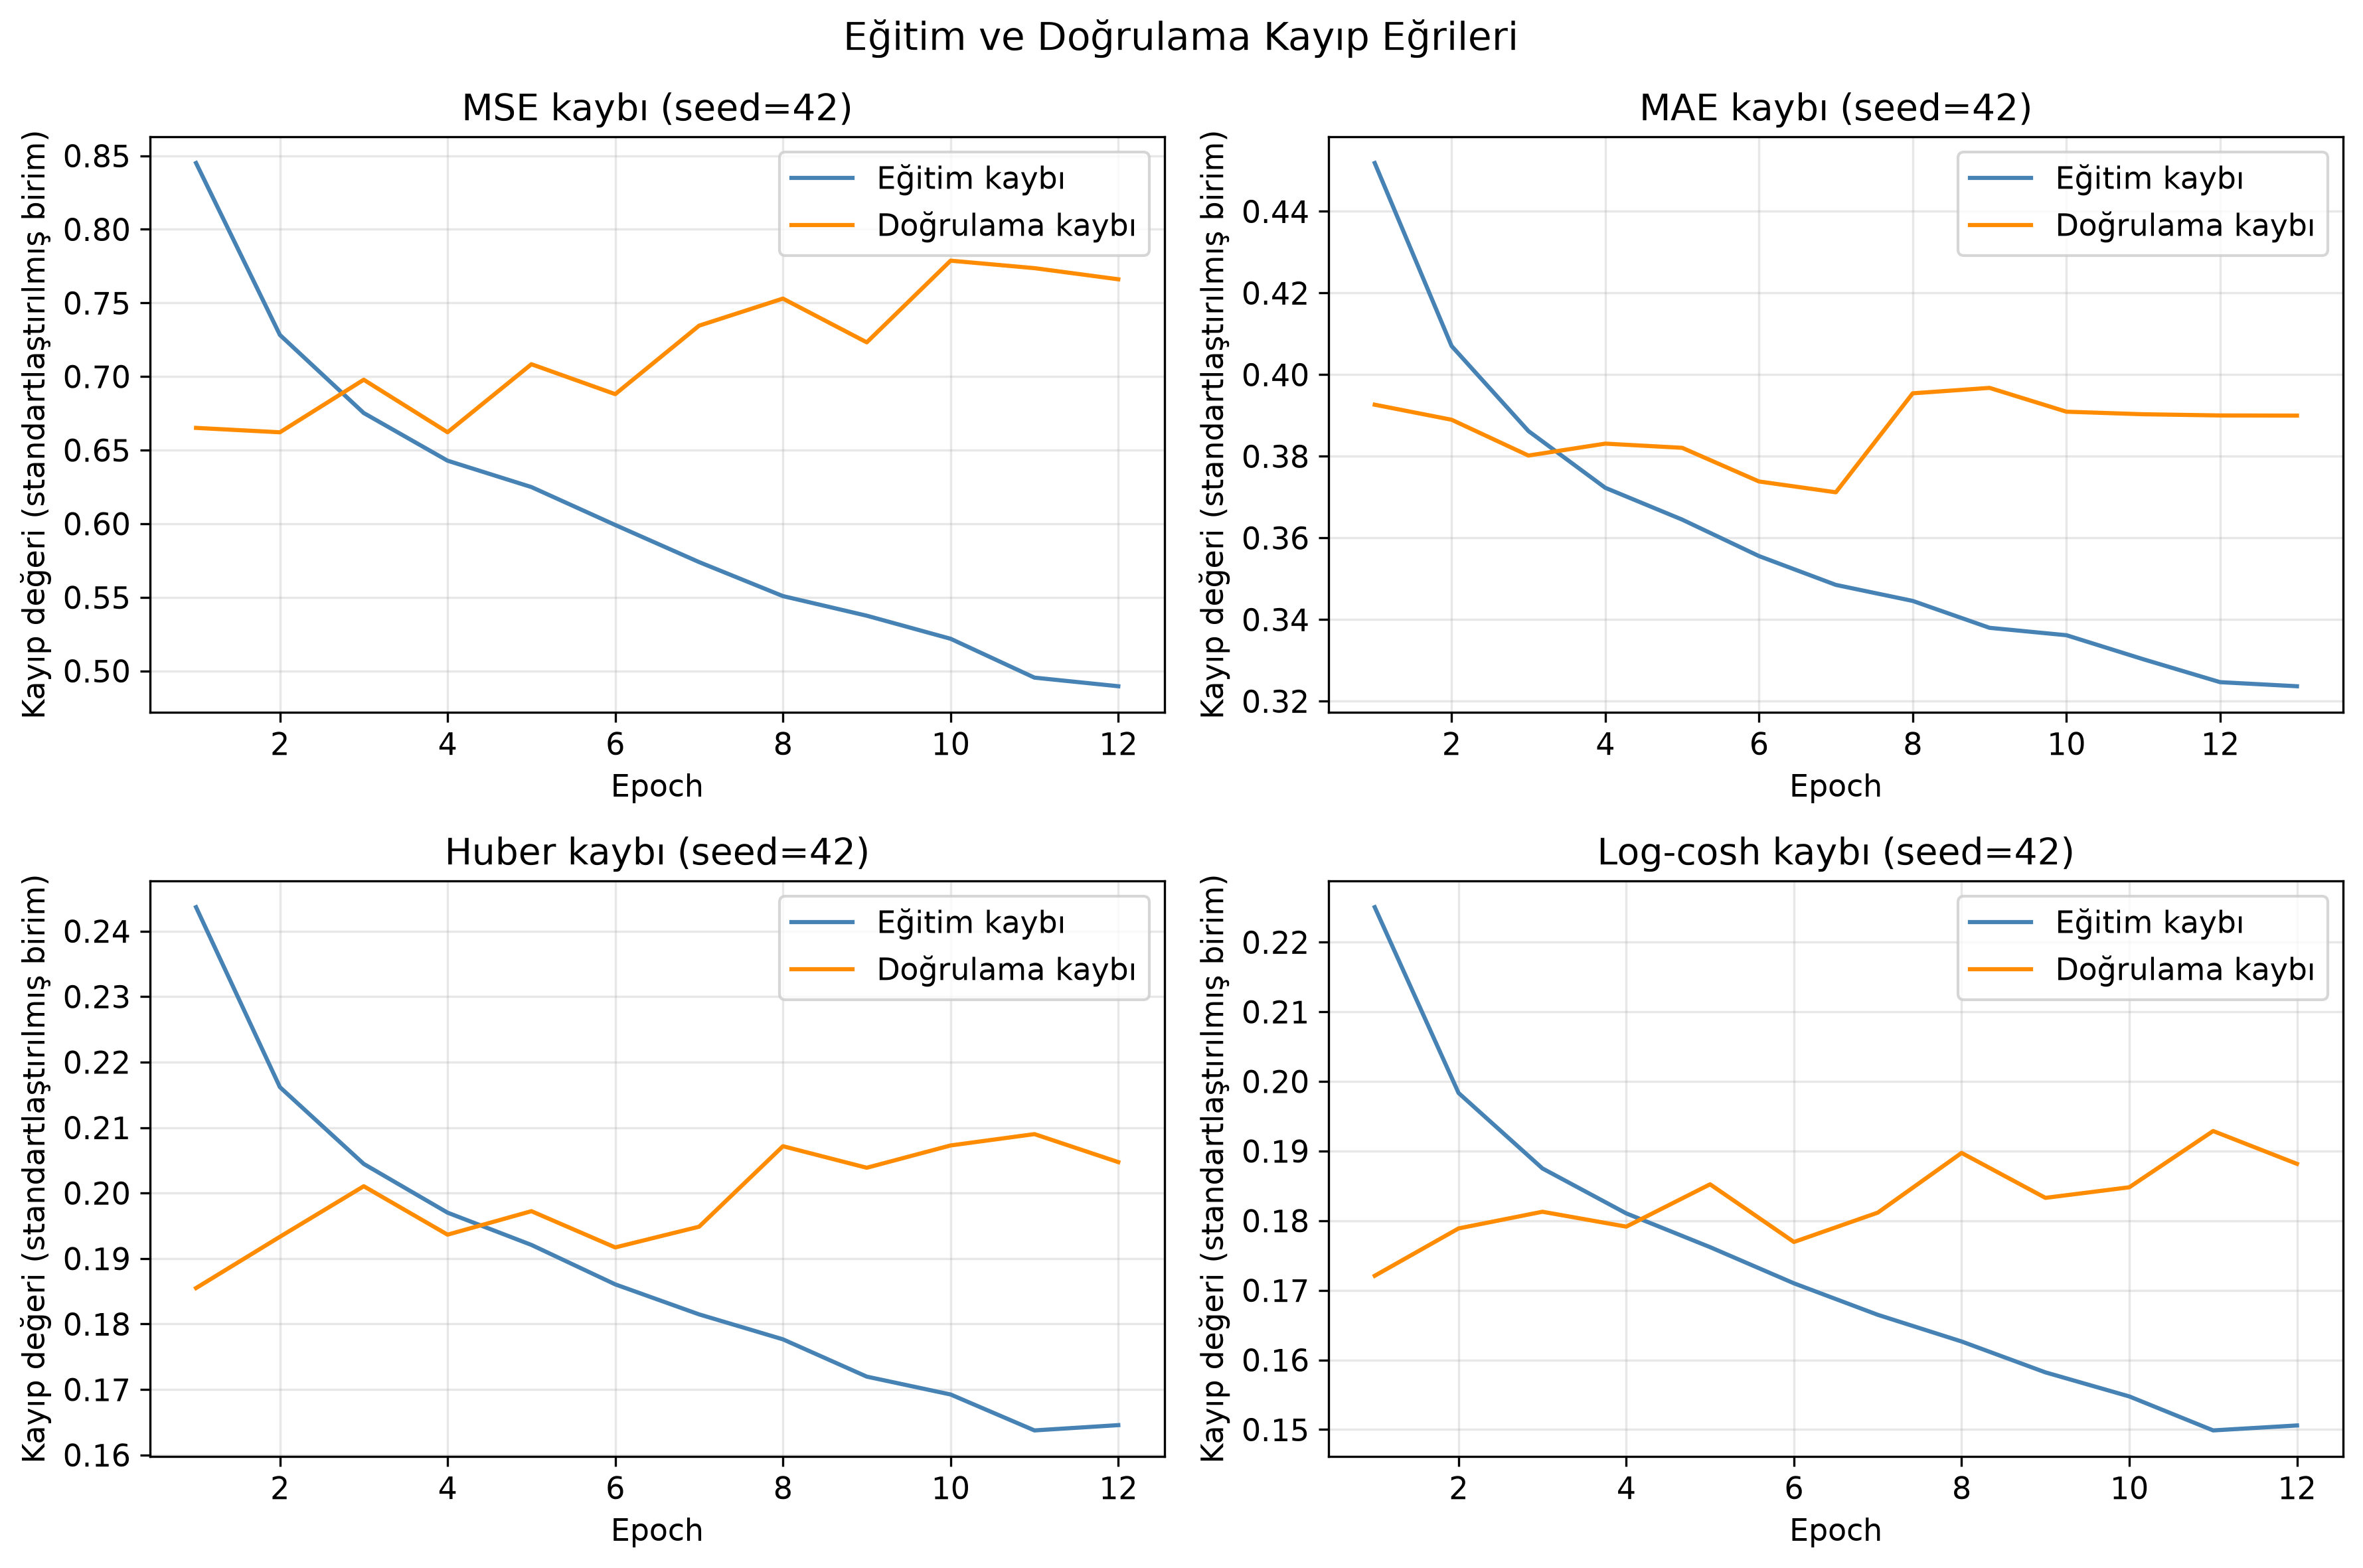 Eğitim ve Doğrulama Kayıp Eğrileri
MSE kaybı (seed=42)
Kayıp değeri (standartlaştırılmış birim)
0.85
0.80
0.75
0.70
0.65
0.60
0.55
0.50
Eğitim kaybı
Doğrulama kaybı
2 4 6 8 10 12
Epoch
MAE kaybı (seed=42)
Kayıp değeri (standartlaştırılmış birim)
0.44
0.42
0.40
0.38
0.36
0.34
0.32
Eğitim kaybı
Doğrulama kaybı
2 4 6 8 10 12
Epoch
Huber kaybı (seed=42)
Kayıp değeri (standartlaştırılmış birim)
0.24
0.23
0.22
0.21
0.20
0.19
0.18
0.17
0.16
Eğitim kaybı
Doğrulama kaybı
2 4 6 8 10 12
Epoch
Log-cosh kaybı (seed=42)
Kayıp değeri (standartlaştırılmış birim)
0.22
0.21
0.20
0.19
0.18
0.17
0.16
0.15
Eğitim kaybı
Doğrulama kaybı
2 4 6 8 10 12
Epoch